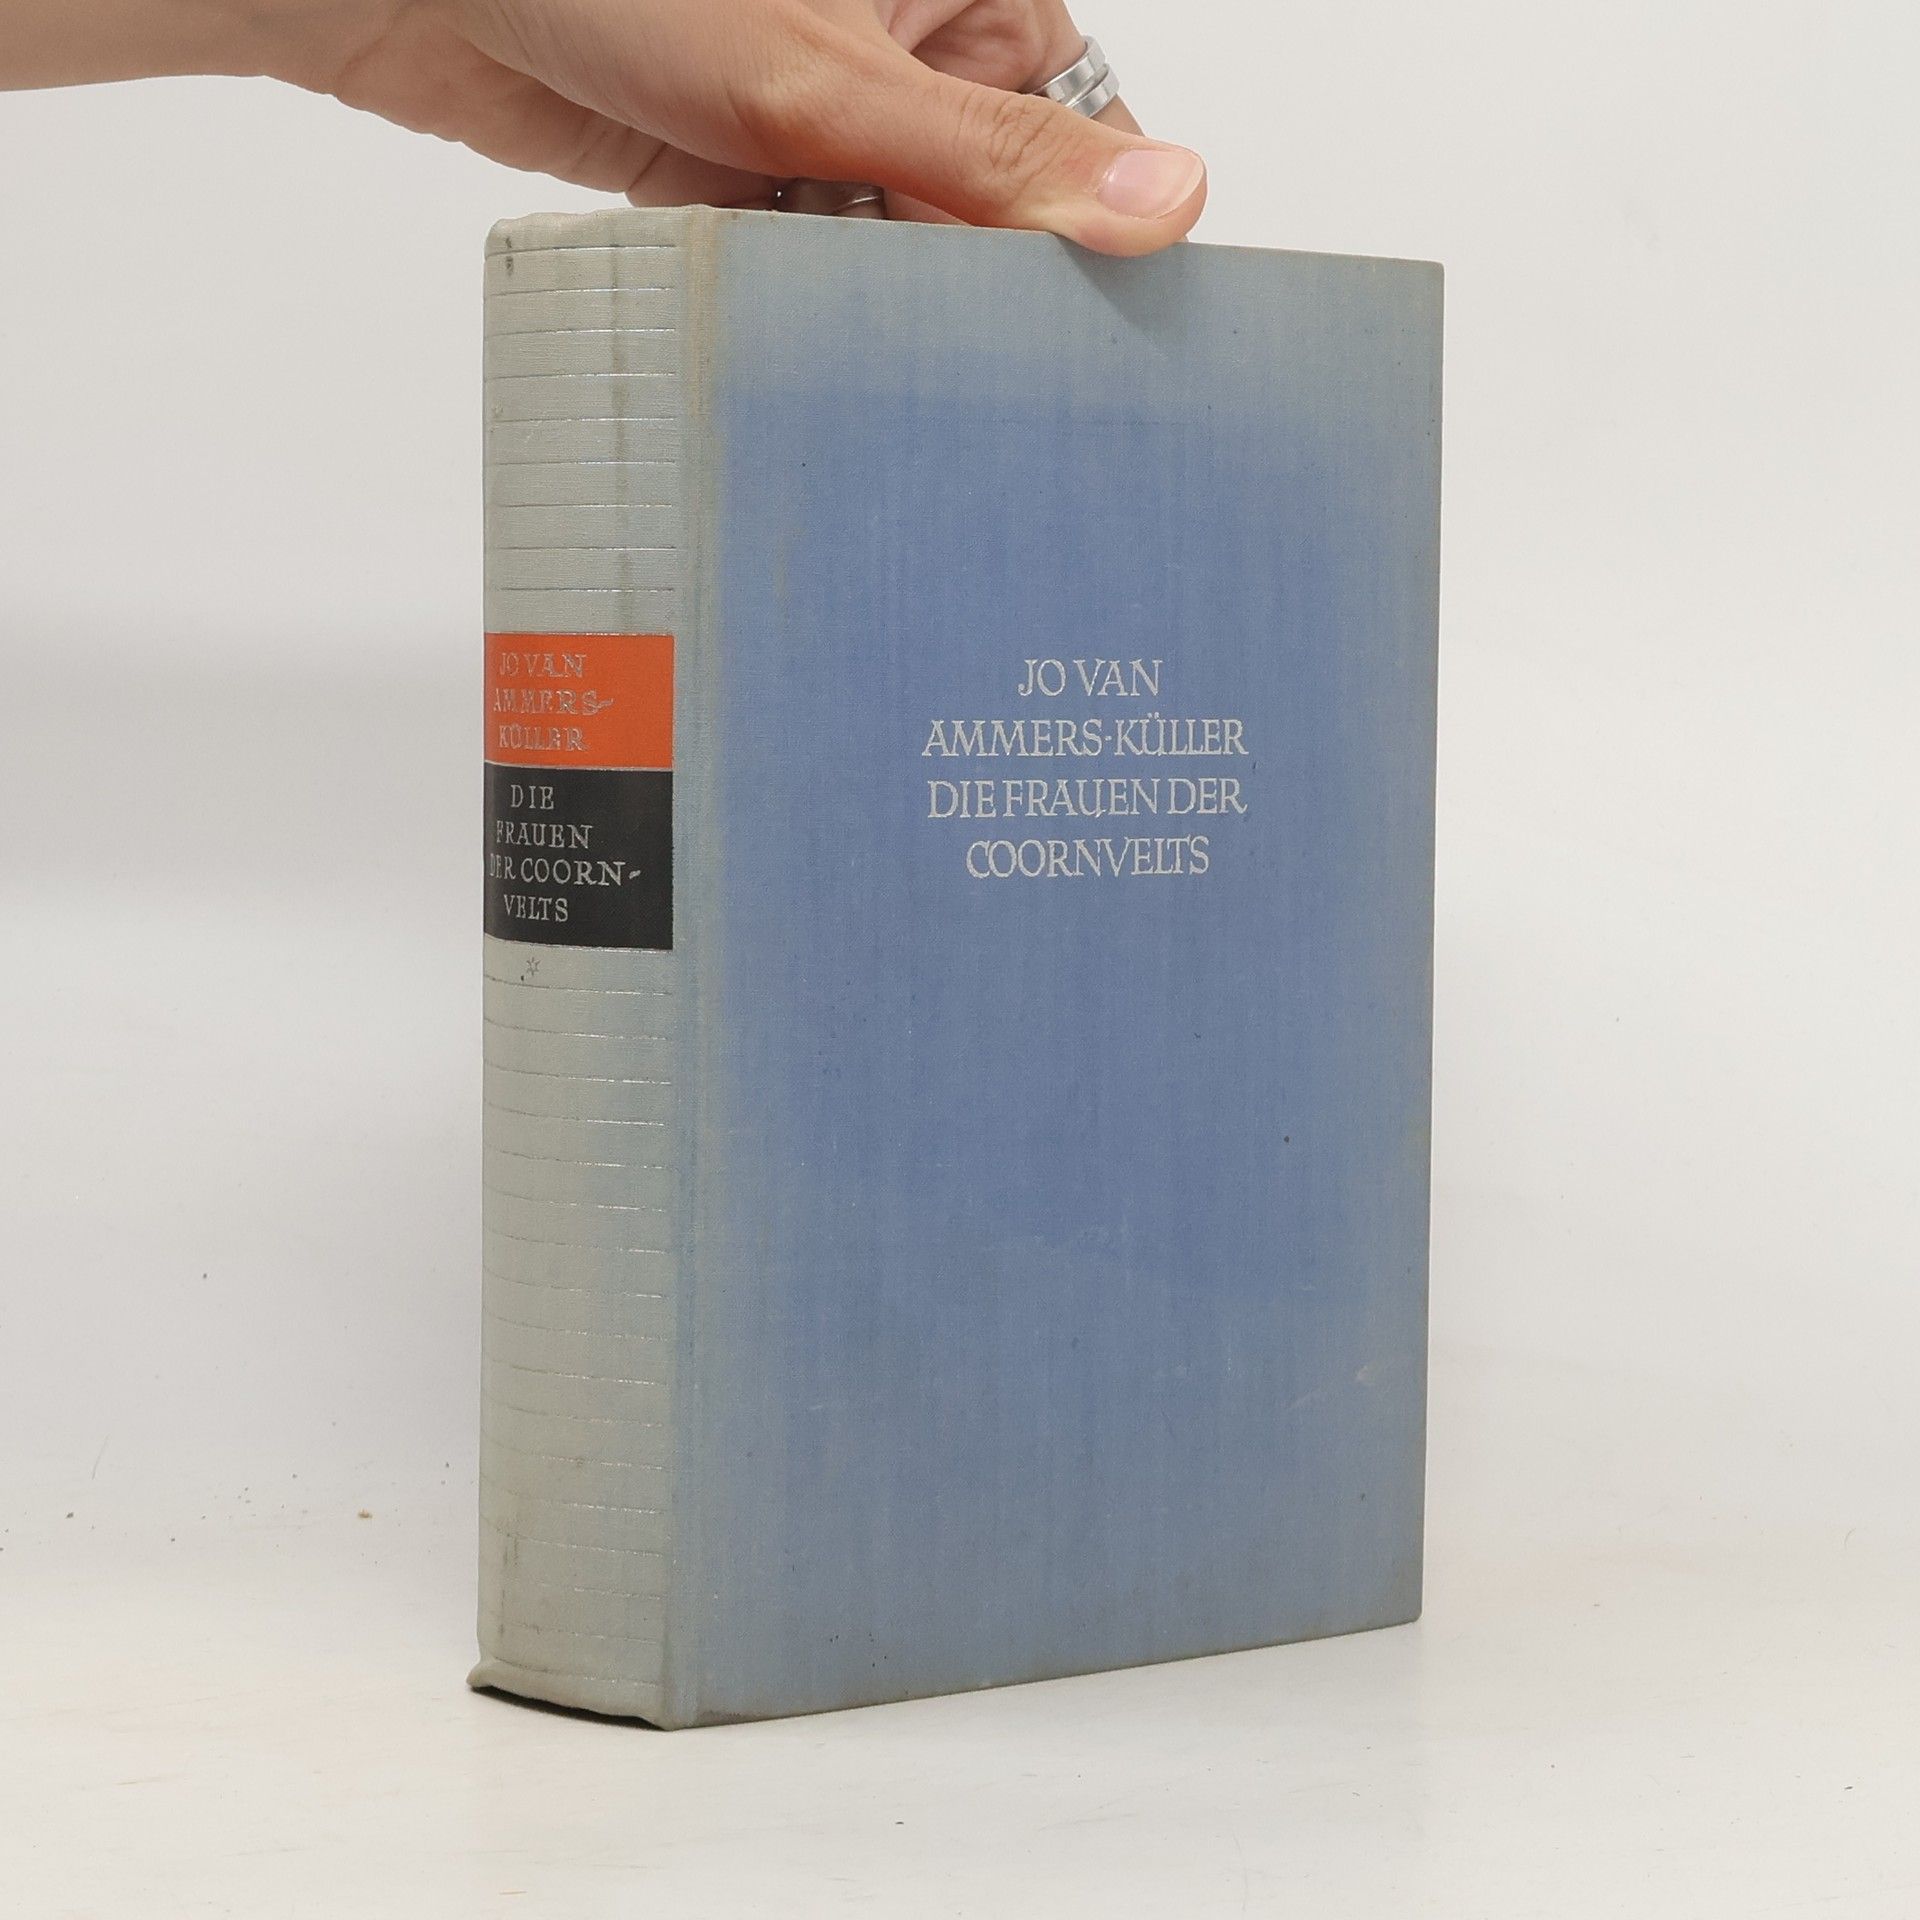 JO VAN
AMMERS-
KÜLLER
DIE
FRAUEN
DER COORN-
VELTS
JO VAN
AMMERS-KÜLLER
DIE FRAUEN DER
COORNVELTS